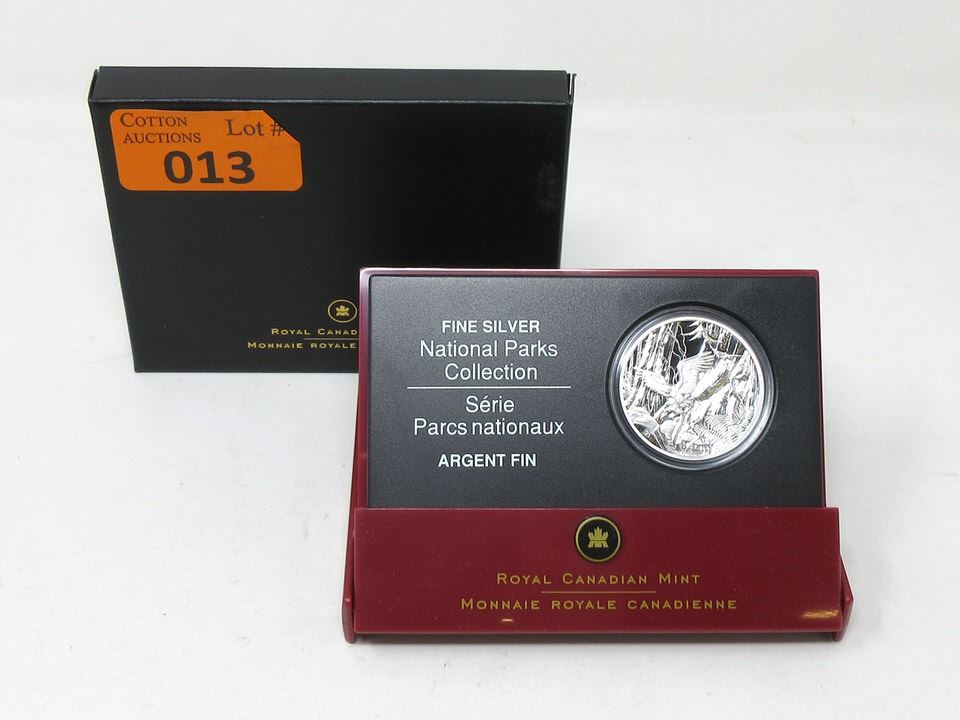 COTTON
AUCTIONS
Lot #
013
ROYAL CANAD
MONNAIE ROYALE
FINE SILVER
National Parks
Collection
Série
Parcs nationaux
ARGENT FIN
ROYAL CANADIAN MINT
MONNAIE ROYALE CANADIENNE